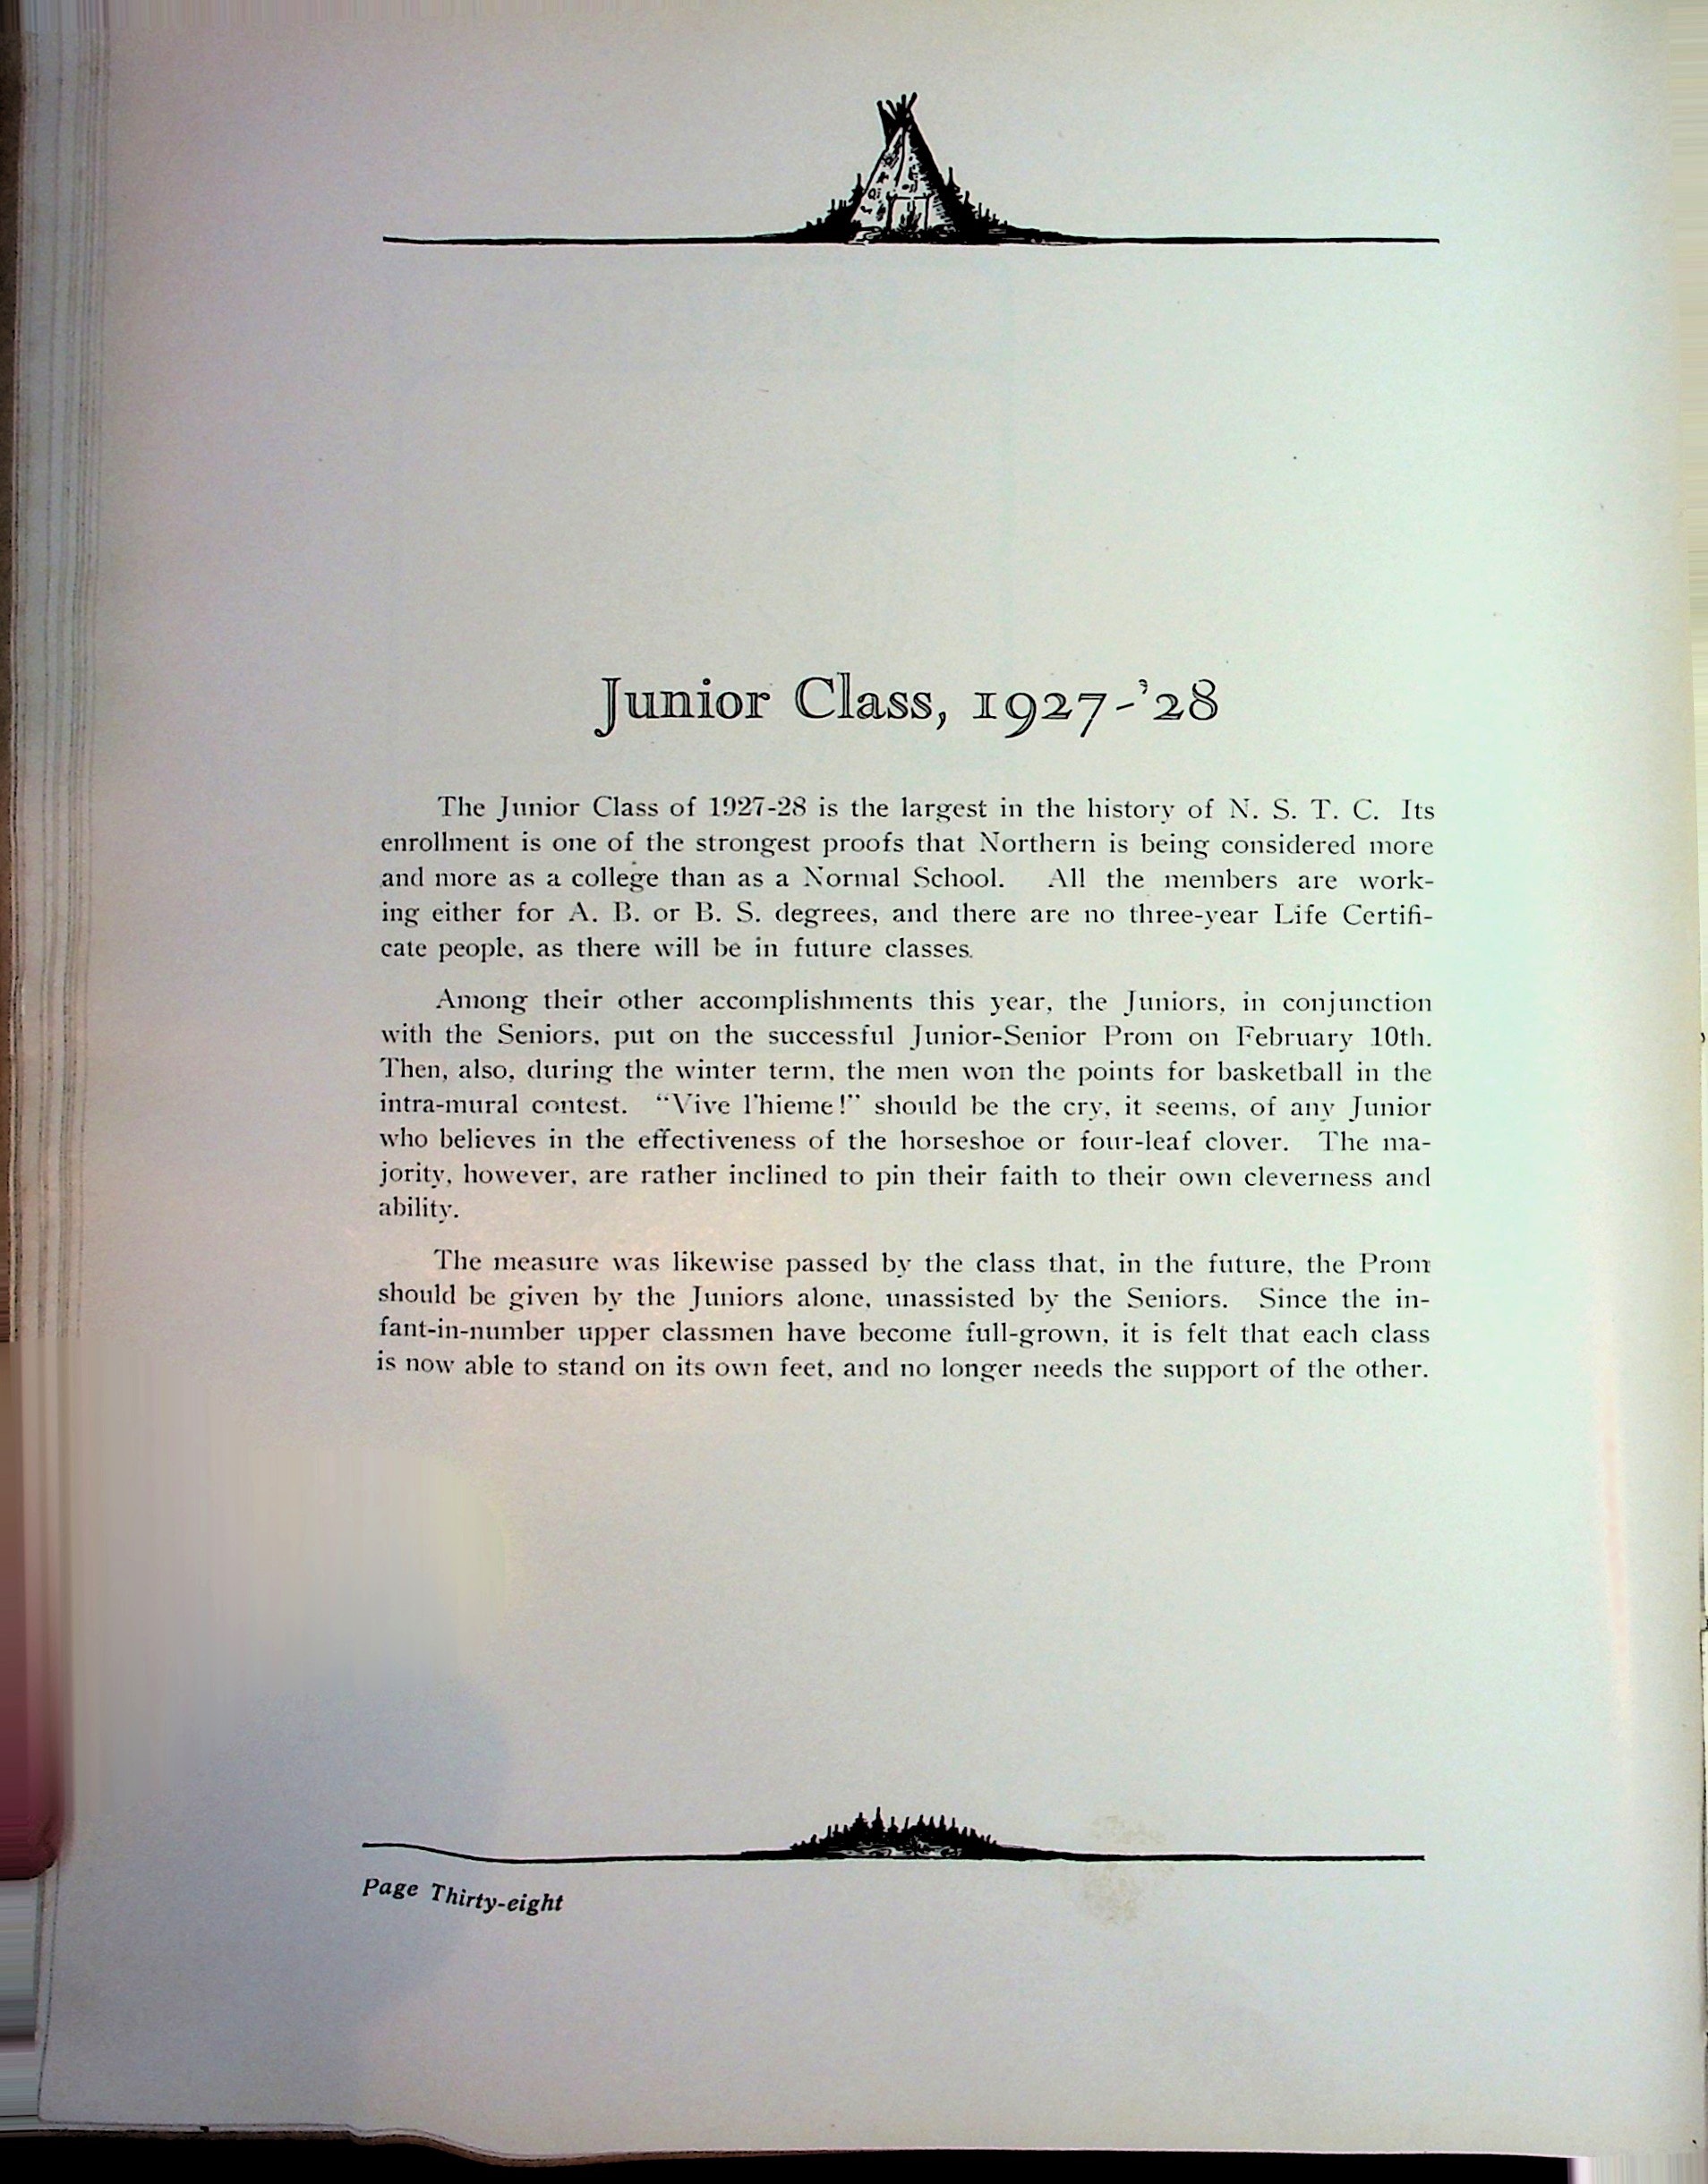 Junior Class, 1927-'28
The Junior Class of 1927-28 is the largest in the history of N. S. T. C. Its
enrollment is one of the strongest proofs that Northern is being considered more
and more as a college than as a Normal School. All the members are work-
ing either for A. B. or B. S. degrees, and there are no three-year Life Certifi-
cate people, as there will be in future classes.
Among their other accomplishments this year, the Juniors, in conjunction
with the Seniors, put on the successful Junior-Senior Prom on February 10th.
Then, also, during the winter term, the men won the points for basketball in the
intra-mural contest. “Vive l'hieme!” should be the cry, it seems, of any Junior
who believes in the effectiveness of the horseshoe or four-leaf clover. The ma-
jority, however, are rather inclined to pin their faith to their own cleverness and
ability.
The measure was likewise passed by the class that, in the future, the Prom
should be given by the Juniors alone, unassisted by the Seniors. Since the in-
fant-in-number upper classmen have become full-grown, it is felt that each class
is now able to stand on its own feet, and no longer needs the support of the other.
Page Thirty-eight